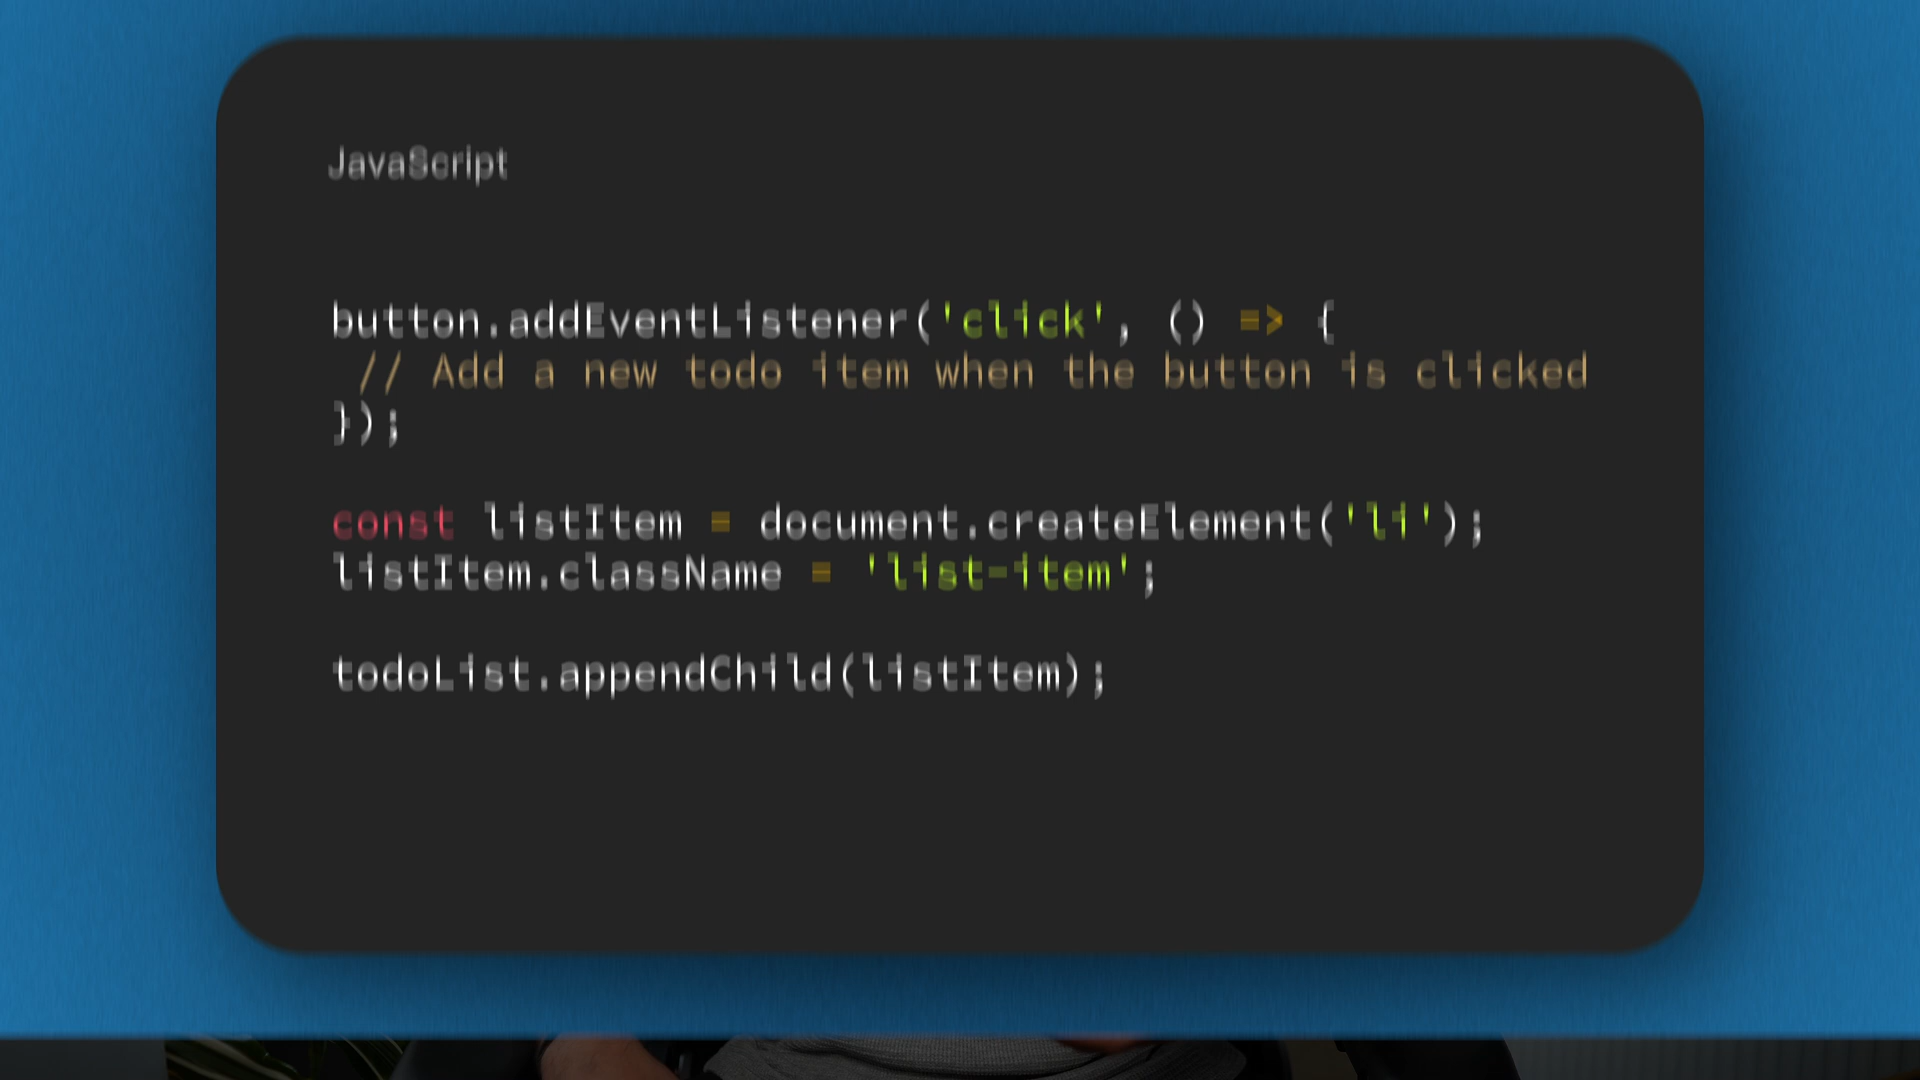 JavaScript
button.addEventListener('click', () => {
 // Add a new todo item when the button is clicked
});
const listItem = document.createElement('li');
listItem.className = 'list-item';
todoList.appendChild(listItem);